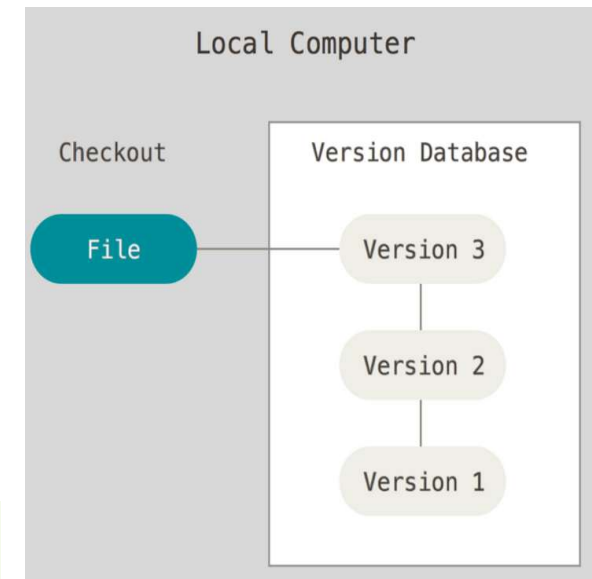 Local Computer
Checkout
Version Database
File
Version 3
Version 2
Version 1